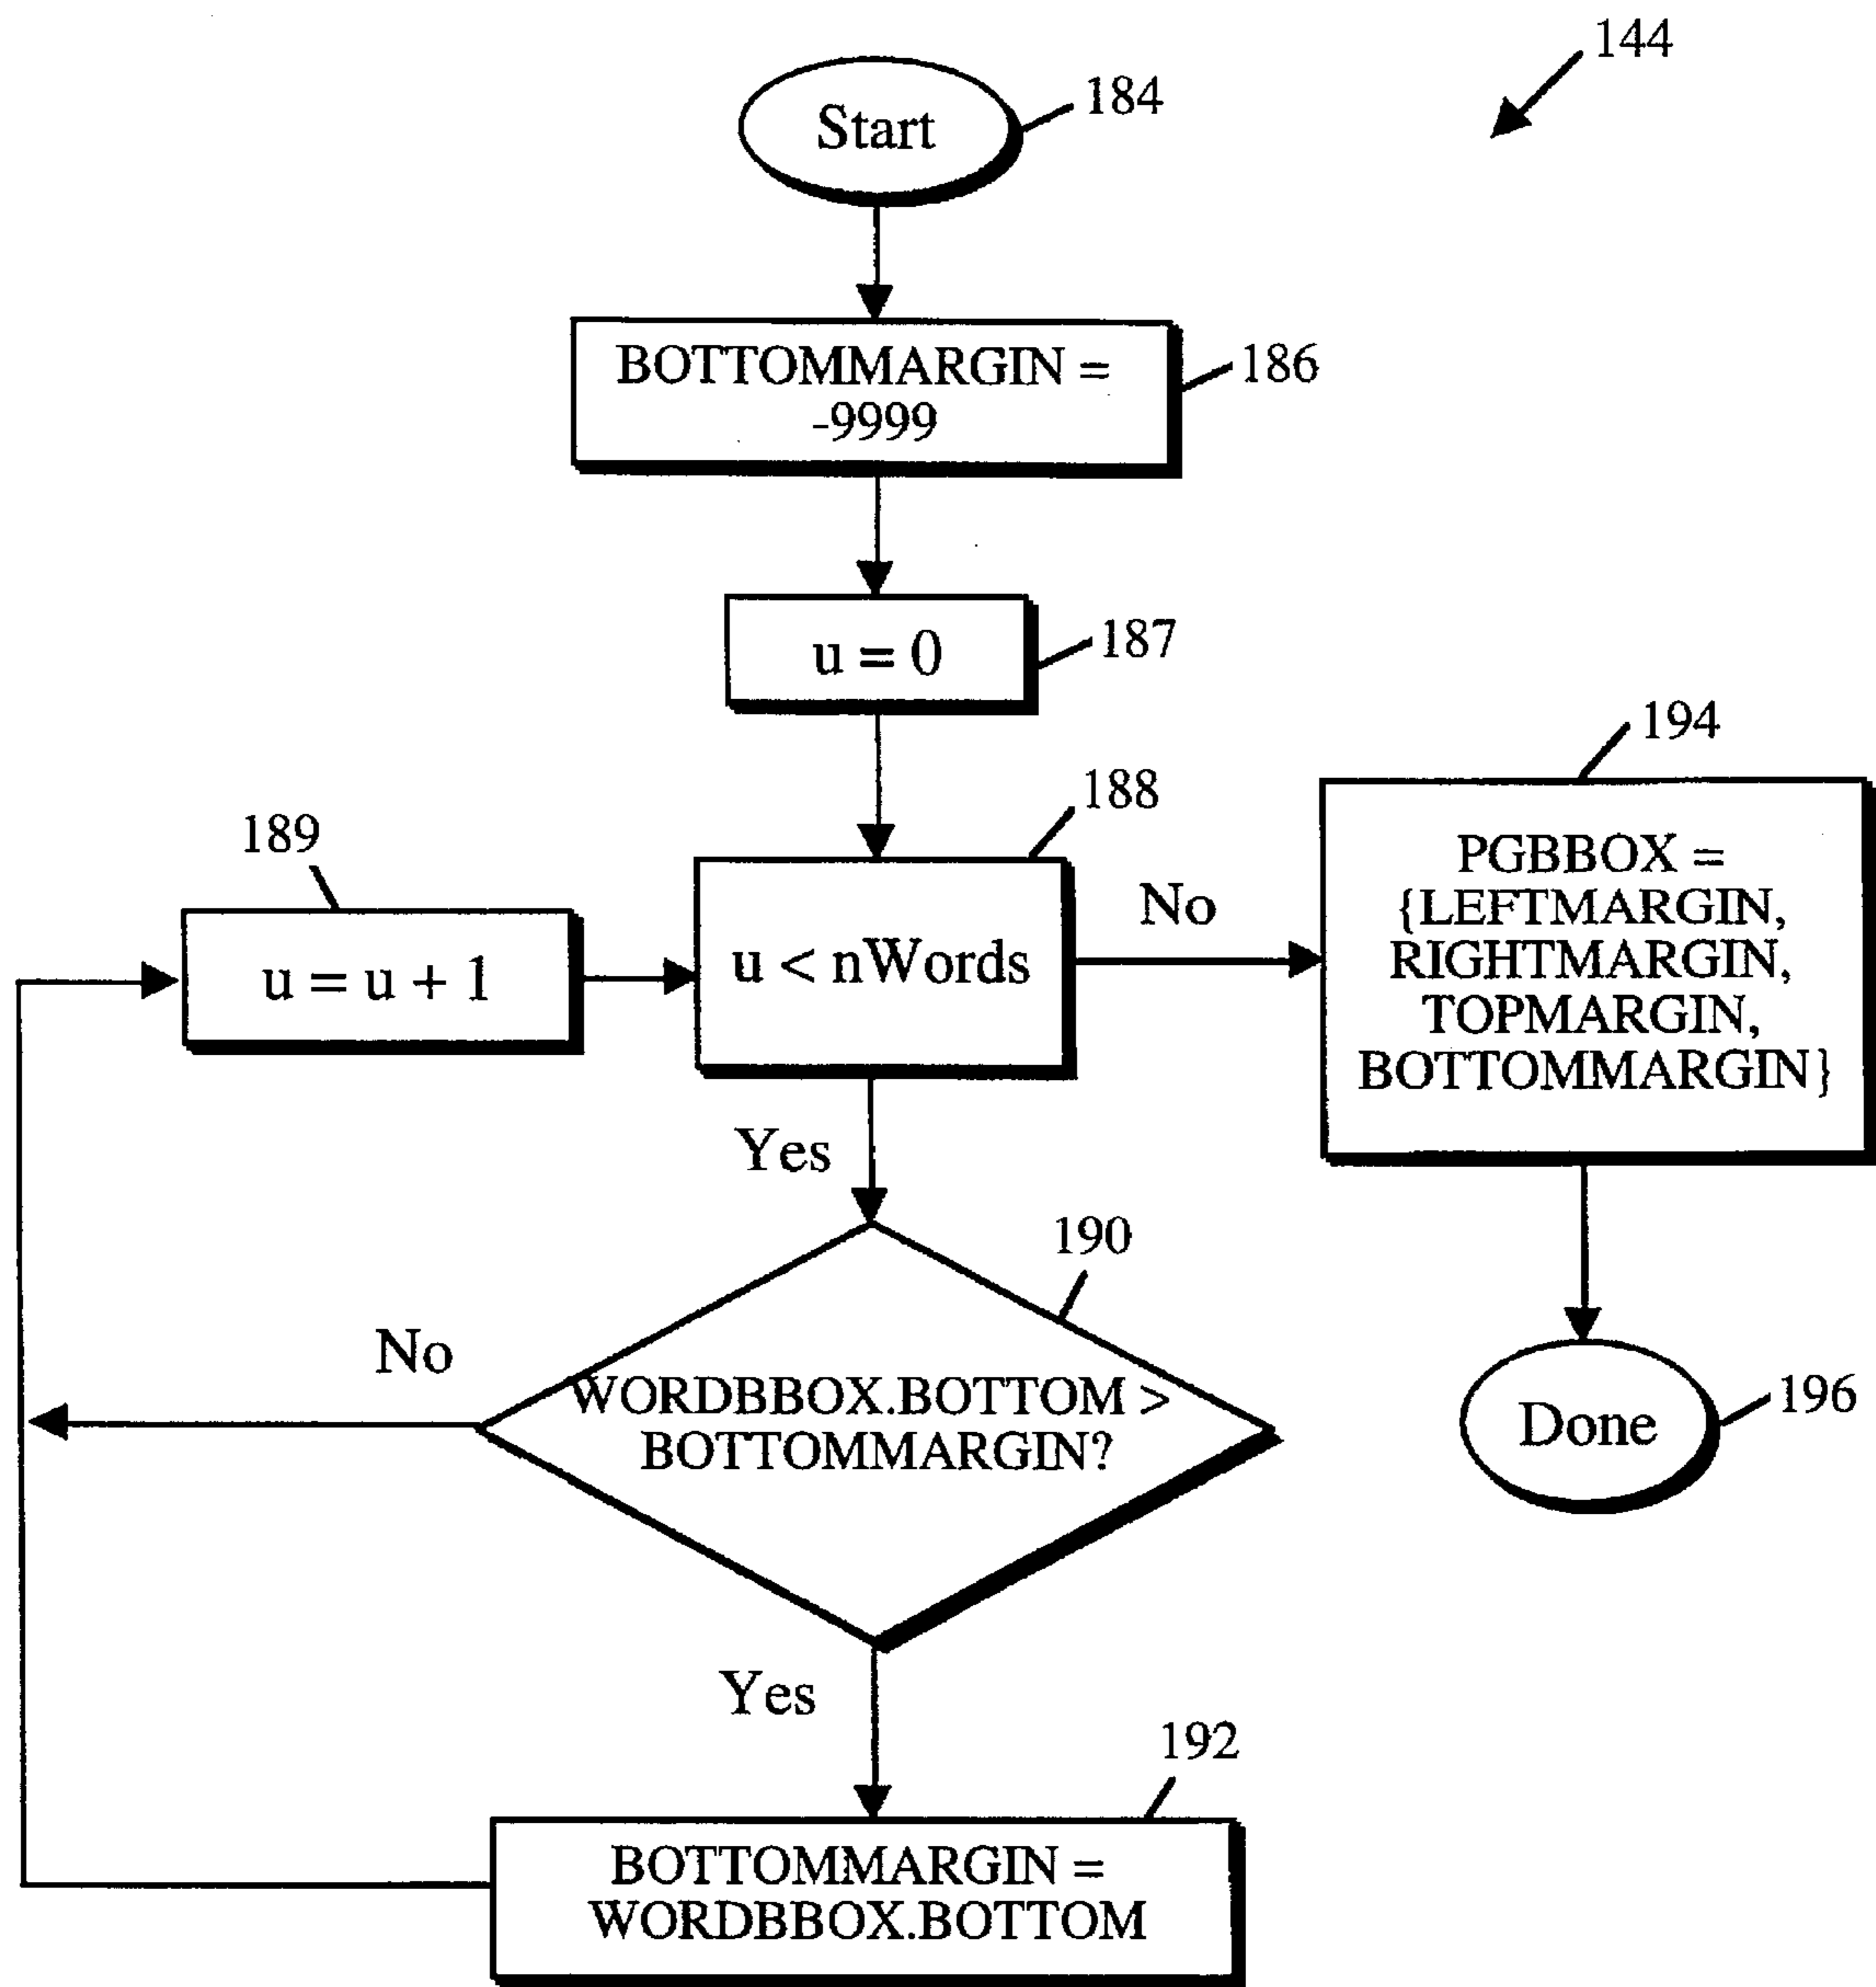 144
Start
184
BOTTOMMARGIN =
-9999
186
u = 0
187
188
189
u = u + 1
u < nWords
No
194
PGBBOX =
{LEFTMARGIN,
RIGHTMARGIN,
TOPMARGIN,
BOTTOMMARGIN}
Yes
190
No
WORDBBOX.BOTTOM >
BOTTOMMARGIN?
Done
196
Yes
192
BOTTOMMARGIN =
WORDBBOX.BOTTOM